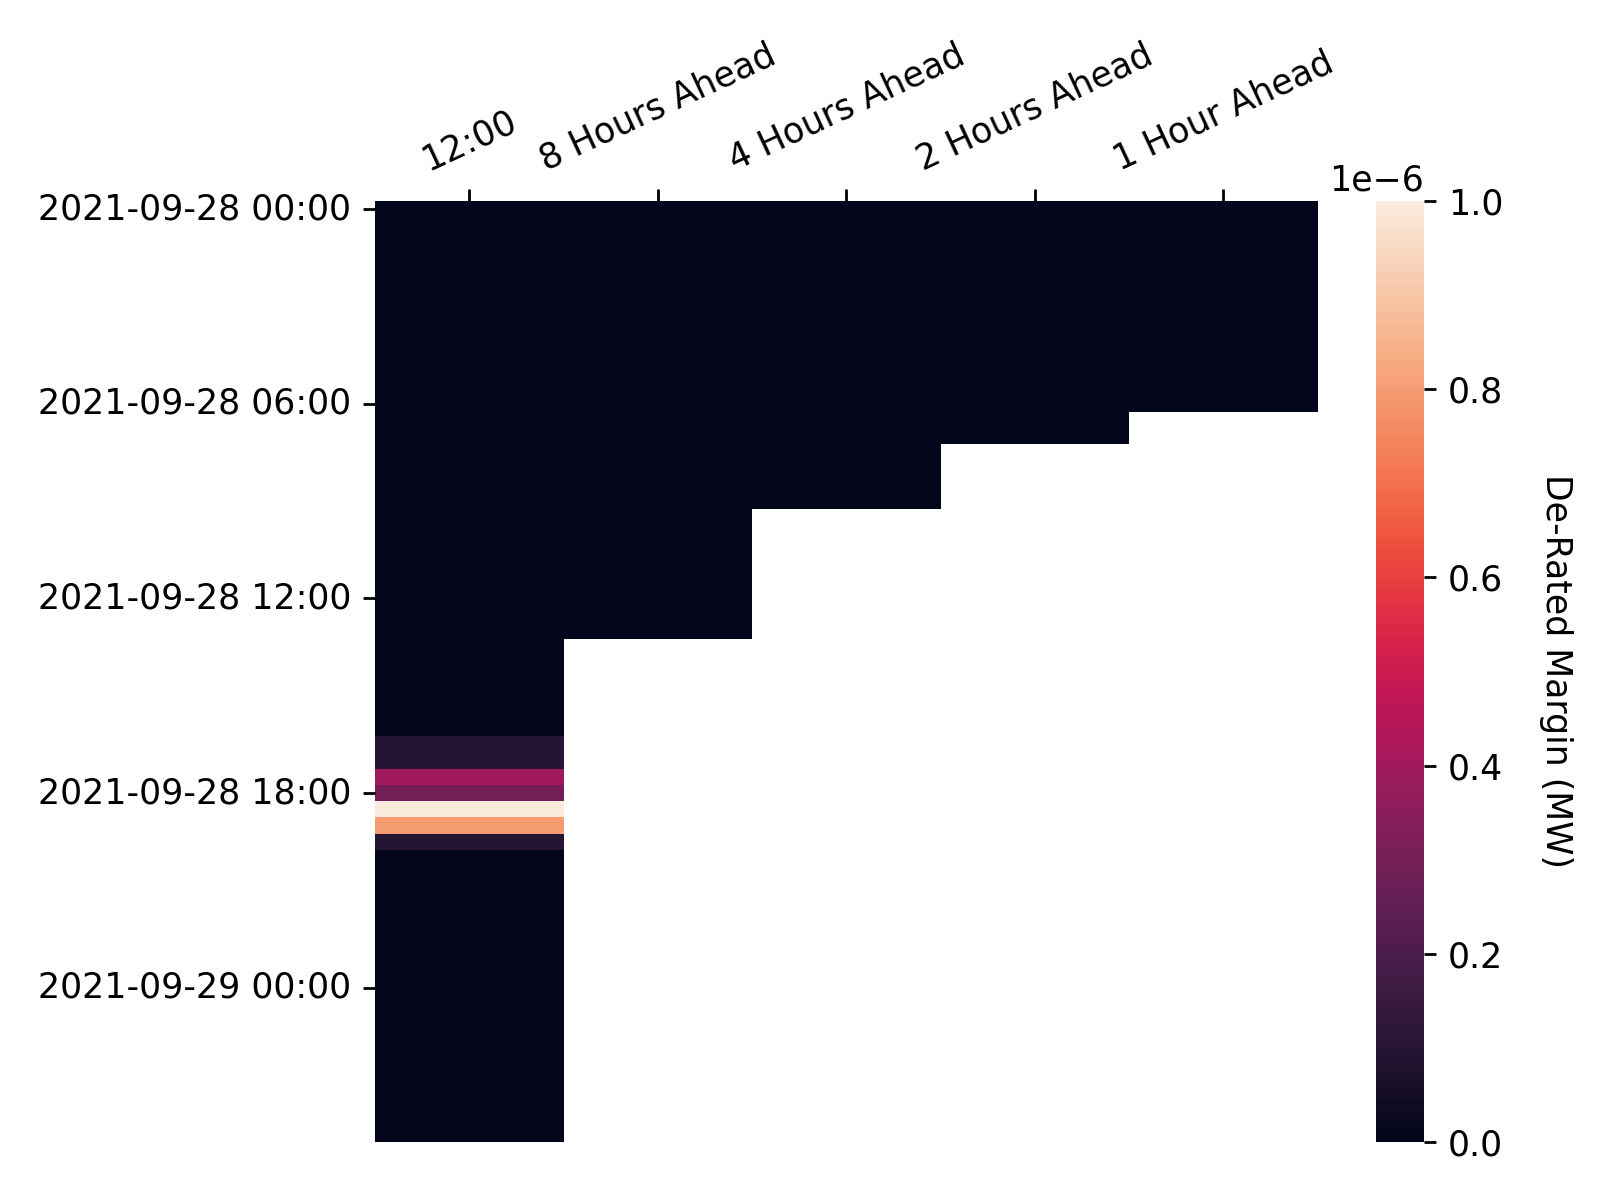 12:00
8 Hours Ahead
4 Hours Ahead
2 Hours Ahead
1 Hour Ahead
2021-09-28 00:00
2021-09-28 06:00
2021-09-28 12:00
2021-09-28 18:00
2021-09-29 00:00
1e−6
1.0
0.8
0.6
0.4
0.2
0.0
De-Rated Margin (MW)